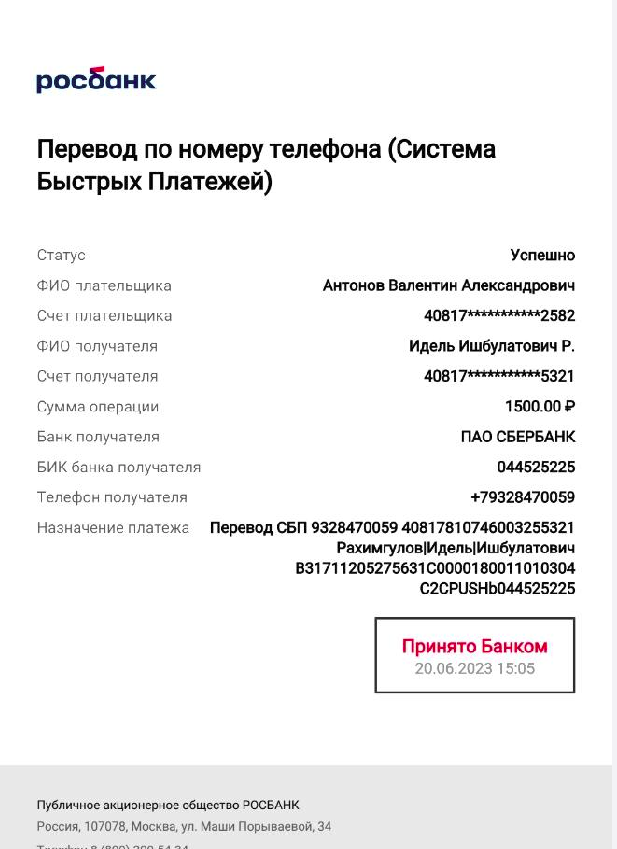 росбанк
Перевод по номеру телефона (Система
Быстрых Платежей)
Статус Успешно
ФИО плательщика Антонов Валентин Александрович
Счет плательщика 40817***********2582
ФИО получателя Идель Ишбулатович Р.
Счет получателя 40817***********5321
Сумма операции 1500.00 ₽
Банк получателя ПАО СБЕРБАНК
БИК банка получателя 044525225
Телефон получателя +79328470059
Назначение платежа Перевод СБП 9328470059 40817810746003255321
Рахимгулов|Идель|Ишбулатович
B31711205275631C0000180011010304
C2CPUSHb044525225
Принято Банком
20.06.2023 15:05
Публичное акционерное общество РОСБАНК
Россия, 107078, Москва, ул. Маши Порываевой, 34